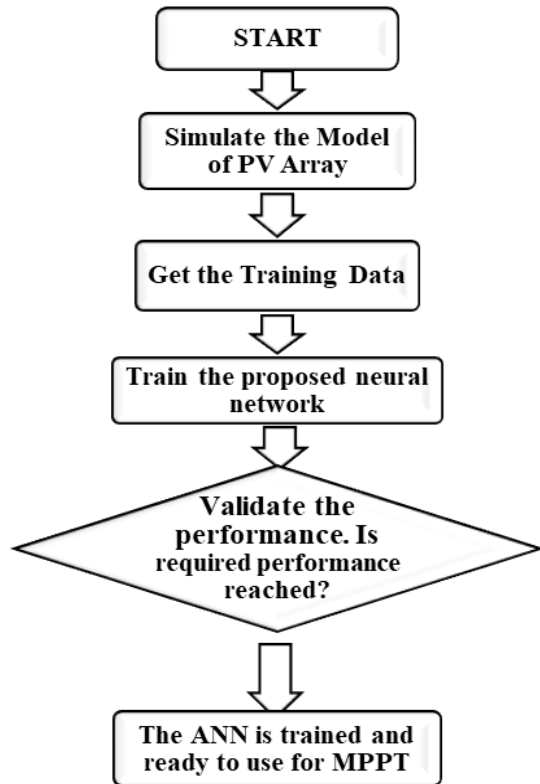 START
Simulate the Model
of PV Array
Get the Training Data
Train the proposed neural
network
Validate the
performance. Is
required performance
reached?
The ANN is trained and
ready to use for MPPT